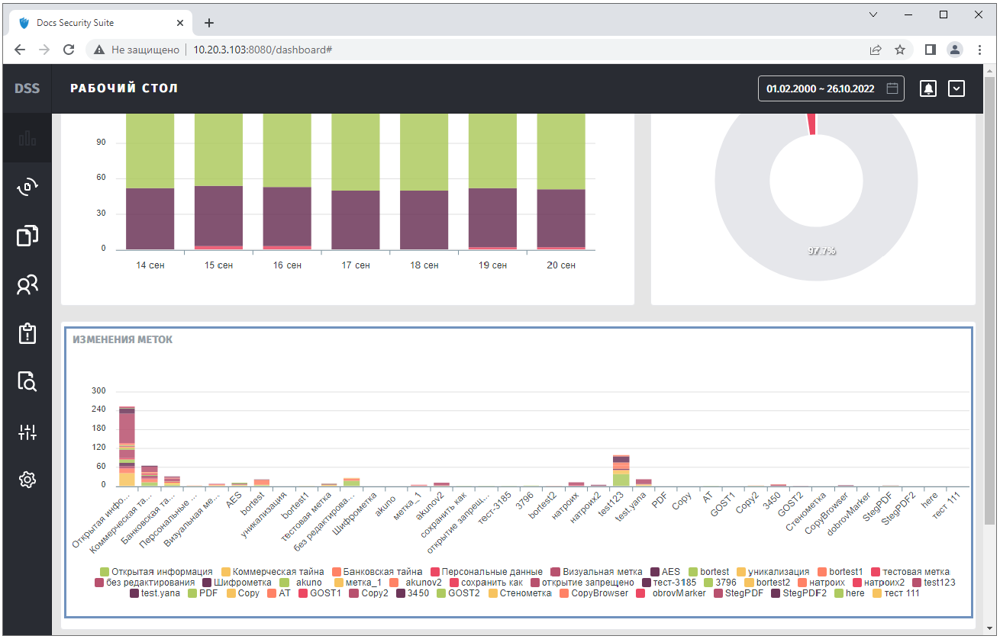 Docs Security Suite
Не защищено 10.20.3.103:8080/dashboard#
DSS РАБОЧИЙ СТОЛ 01.02.2000 ~ 26.10.2022
90
60
30
0
14 сен 15 сен 16 сен 17 сен 18 сен 19 сен 20 сен
97.7%
ИЗМЕНЕНИЯ МЕТОК
300
240
180
120
60
0
Открытая инфо... Коммерческая та... Банковская та... Персональные ... Визуальная ме... AES bortest уникализация bortest1 тестовая метка без редактирова... Шифрометка akuno метка_1 akunov2 сохранить как открытие запрещ... тест-3185 3796 bortest2 натроих натроих2 test123 test.yana PDF Copy AT GOST1 Copy2 3450 GOST2 Стенометка CopyBrowser dobrovMarker StegPDF StegPDF2 here тест 111
Открытая информация Коммерческая тайна Банковская тайна Персональные данные Визуальная метка AES bortest уникализация bortest1 тестовая метка
без редактирования Шифрометка akuno метка_1 akunov2 сохранить как открытие запрещено тест-3185 3796 bortest2 натроих натроих2 test123
test.yana PDF Copy AT GOST1 Copy2 3450 GOST2 Стенометка CopyBrowser obrovMarker StegPDF StegPDF2 here тест 111